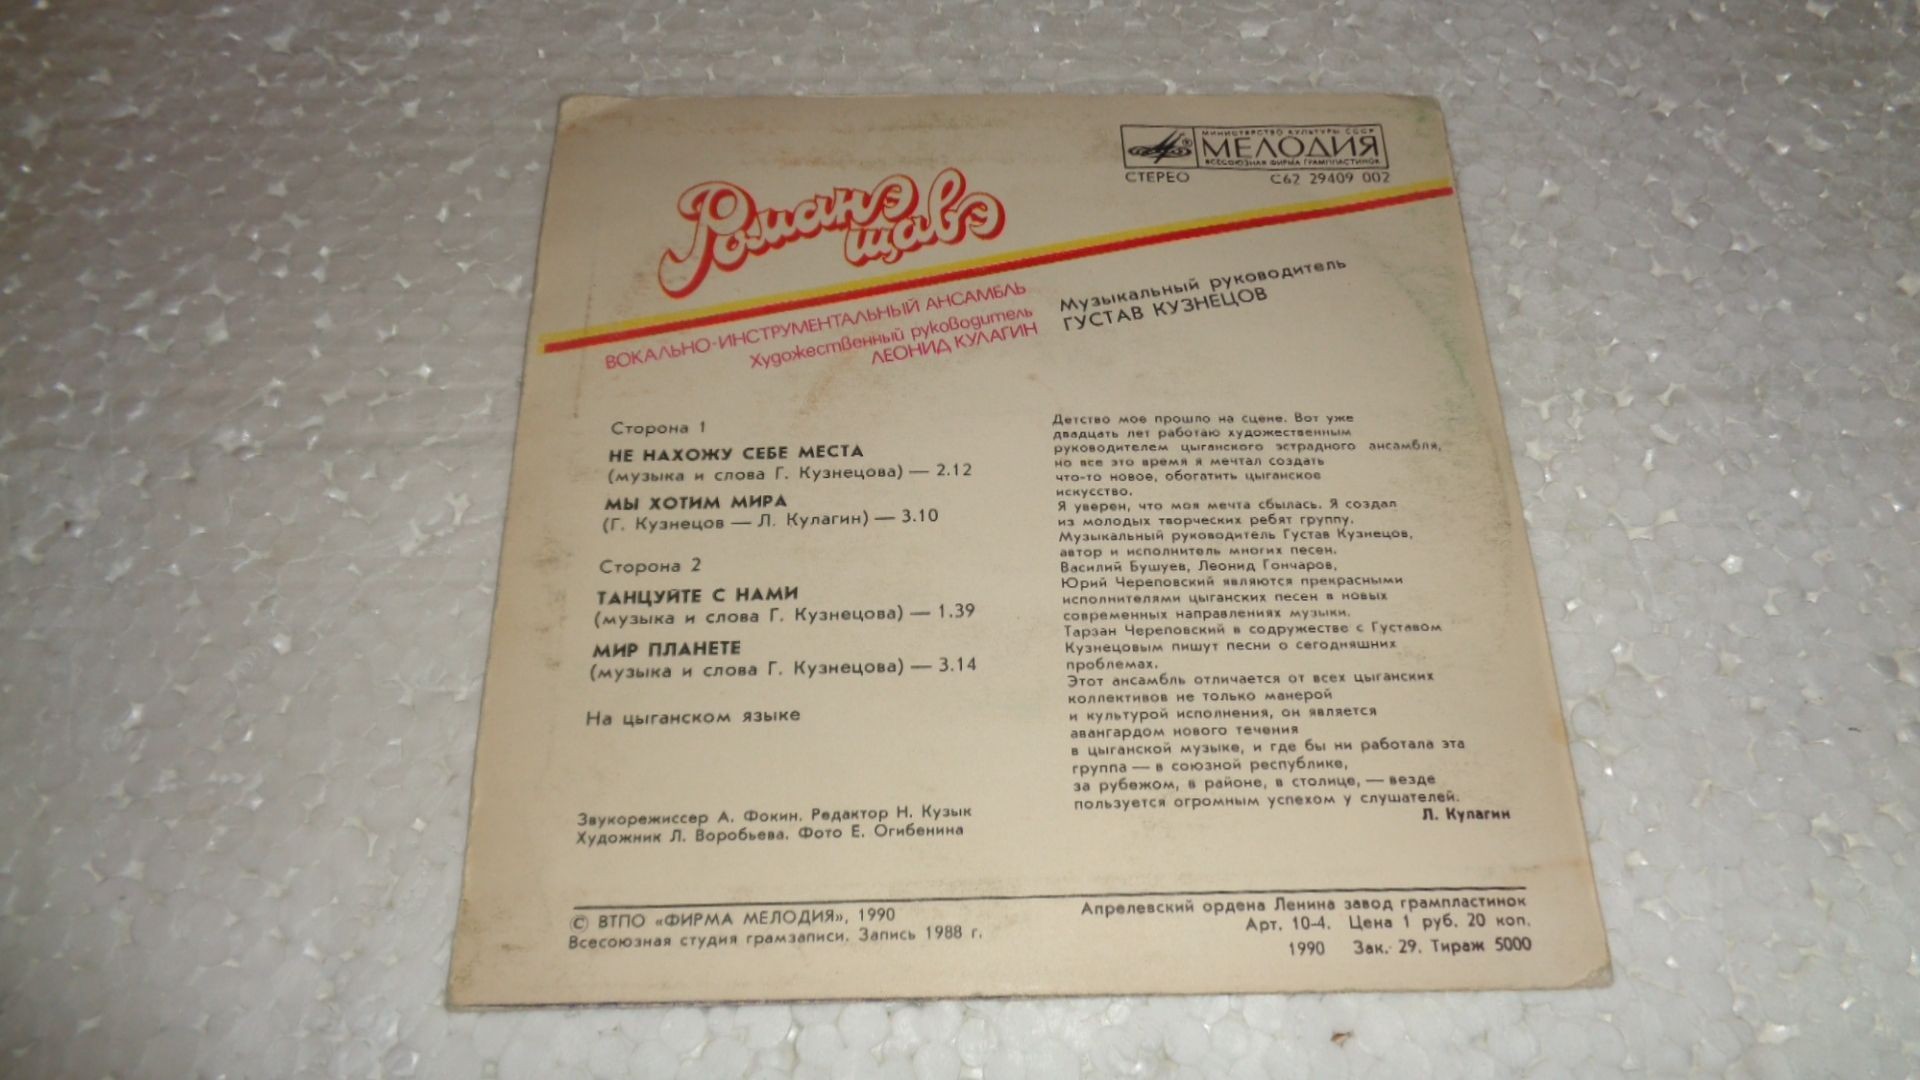 МИНИСТЕРСТВО КУЛЬТУРЫ СССР
МЕЛОДИЯ
ВСЕСОЮЗНАЯ ФИРМА ГРАМПЛАСТИНОК
СТЕРЕО С62 29409 002
Романэ
щавэ
ВОКАЛЬНО-ИНСТРУМЕНТАЛЬНЫЙ АНСАМБЛЬ
Художественный руководитель
ЛЕОНИД КУЛАГИН
Музыкальный руководитель
ГУСТАВ КУЗНЕЦОВ
Сторона 1
НЕ НАХОЖУ СЕБЕ МЕСТА
(музыка и слова Г. Кузнецова) — 2.12
МЫ ХОТИМ МИРА
(Г. Кузнецов — Л. Кулагин) — 3.10
Сторона 2
ТАНЦУЙТЕ С НАМИ
(музыка и слова Г. Кузнецова) — 1.39
МИР ПЛАНЕТЕ
(музыка и слова Г. Кузнецова) — 3.14
На цыганском языке
Звукорежиссер А. Фокин. Редактор Н. Кузык
Художник Л. Воробьева. Фото Е. Огибенина
Детство мое прошло на сцене. Вот уже
двадцать лет работаю художественным
руководителем цыганского эстрадного ансамбля,
но все это время я мечтал создать
что-то новое, обогатить цыганское
искусство.
Я уверен, что моя мечта сбылась. Я создал
из молодых творческих ребят группу.
Музыкальный руководитель Густав Кузнецов,
автор и исполнитель многих песен.
Василий Бушуев, Леонид Гончаров,
Юрий Череповский являются прекрасными
исполнителями цыганских песен в новых
современных направлениях музыки.
Тарзан Череповский в содружестве с Густавом
Кузнецовым пишут песни о сегодняшних
проблемах.
Этот ансамбль отличается от всех цыганских
коллективов не только манерой
и культурой исполнения, он является
авангардом нового течения
в цыганской музыке, и где бы ни работала эта
группа — в союзной республике,
за рубежом, в районе, в столице, — везде
пользуется огромным успехом у слушателей.
Л. Кулагин
© ВТПО «ФИРМА МЕЛОДИЯ», 1990
Всесоюзная студия грамзаписи. Запись 1988 г.
Апрелевский ордена Ленина завод грампластинок
Арт. 10-4. Цена 1 руб. 20 коп.
1990 Зак. 29. Тираж 5000